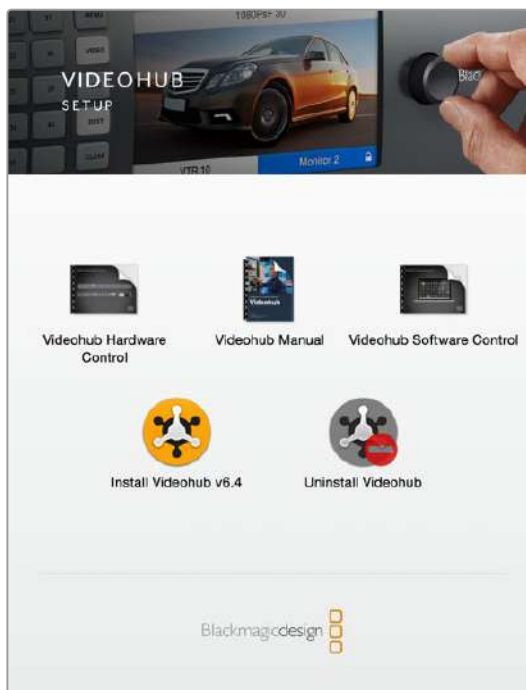 1080PsF 30
VIDEO
DEST
CLEAR
VIDEOHUB
SETUP
VTR 10
Monitor 2
Videohub
Videohub Hardware
Control
Videohub Manual
Videohub Software Control
Install Videohub v6.4
Uninstall Videohub
Blackmagicdesign